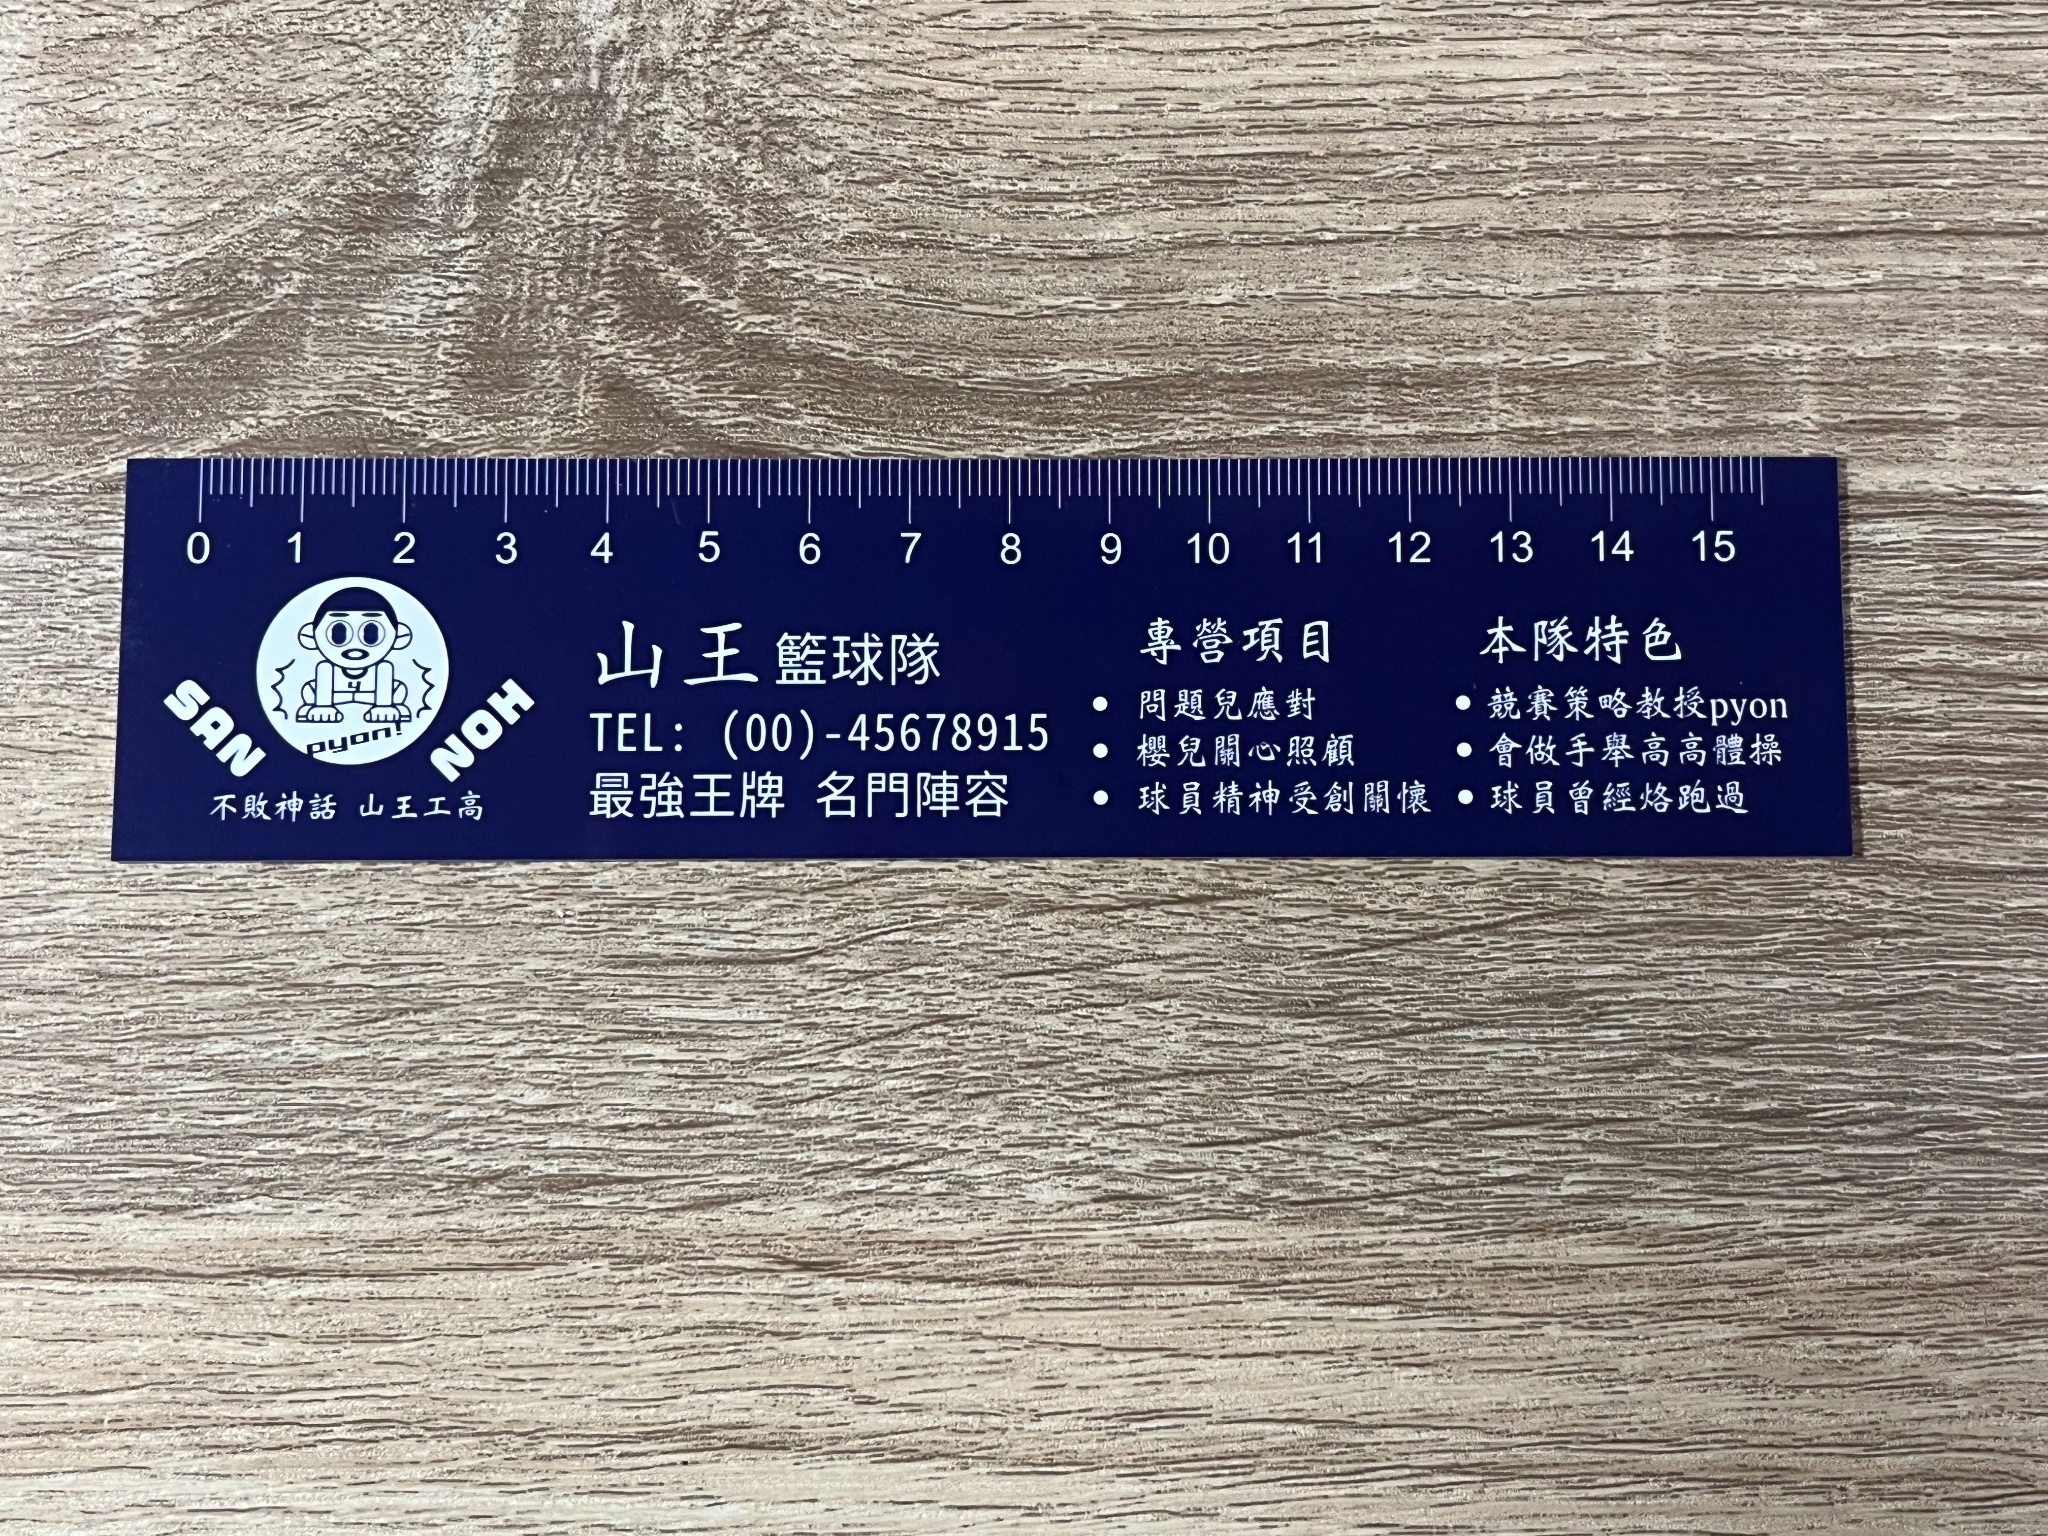 0 1 2 3 4 5 6 7 8 9 10 11 12 13 14 15
SAN NOH
pyon!
4
不敗神話 山王工高
山王籃球隊
TEL: (00)-45678915
最強王牌 名門陣容
專營項目
• 問題兒應對
• 櫻兒關心照顧
• 球員精神受創關懷
本隊特色
• 競賽策略教授pyon
• 會做手舉高高體操
• 球員曾經烙跑過